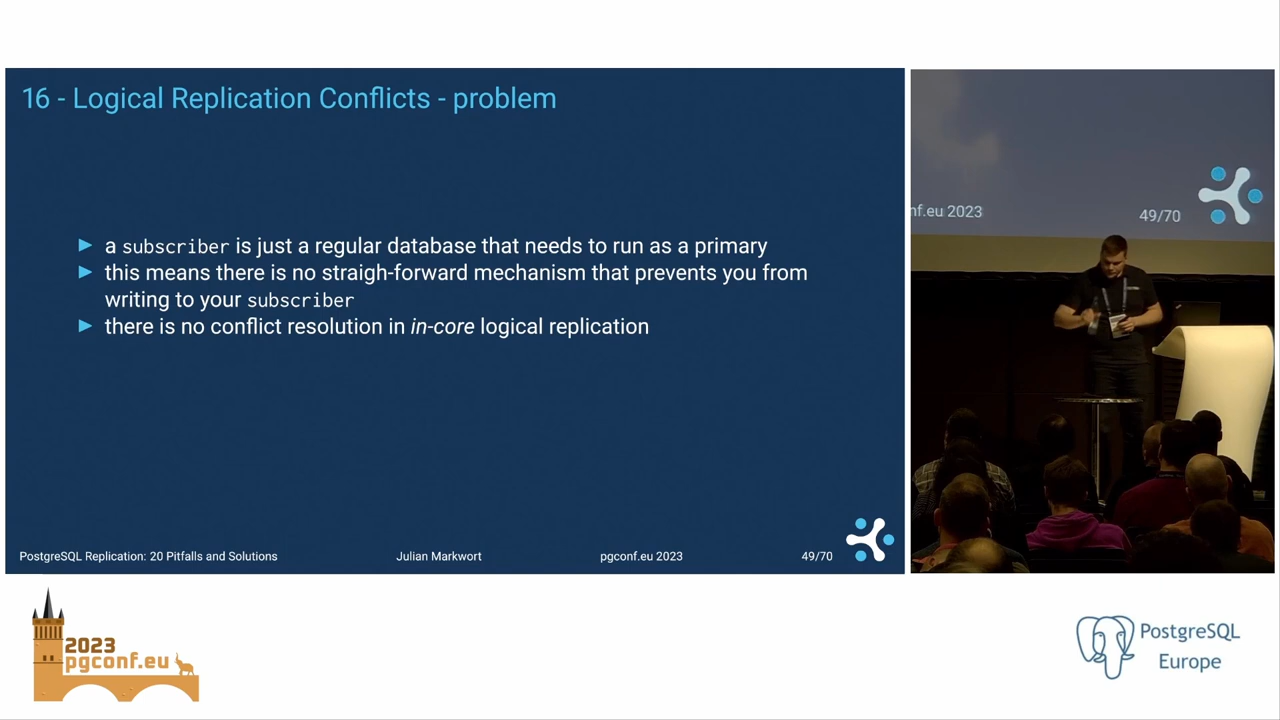 16 - Logical Replication Conflicts - problem
a subscriber is just a regular database that needs to run as a primary
this means there is no straigh-forward mechanism that prevents you from
writing to your subscriber
there is no conflict resolution in in-core logical replication
PostgreSQL Replication: 20 Pitfalls and Solutions
Julian Markwort
pgconf.eu 2023
49/70
nf.eu 2023
49/70
2023
pgconf.eu
PostgreSQL
Europe